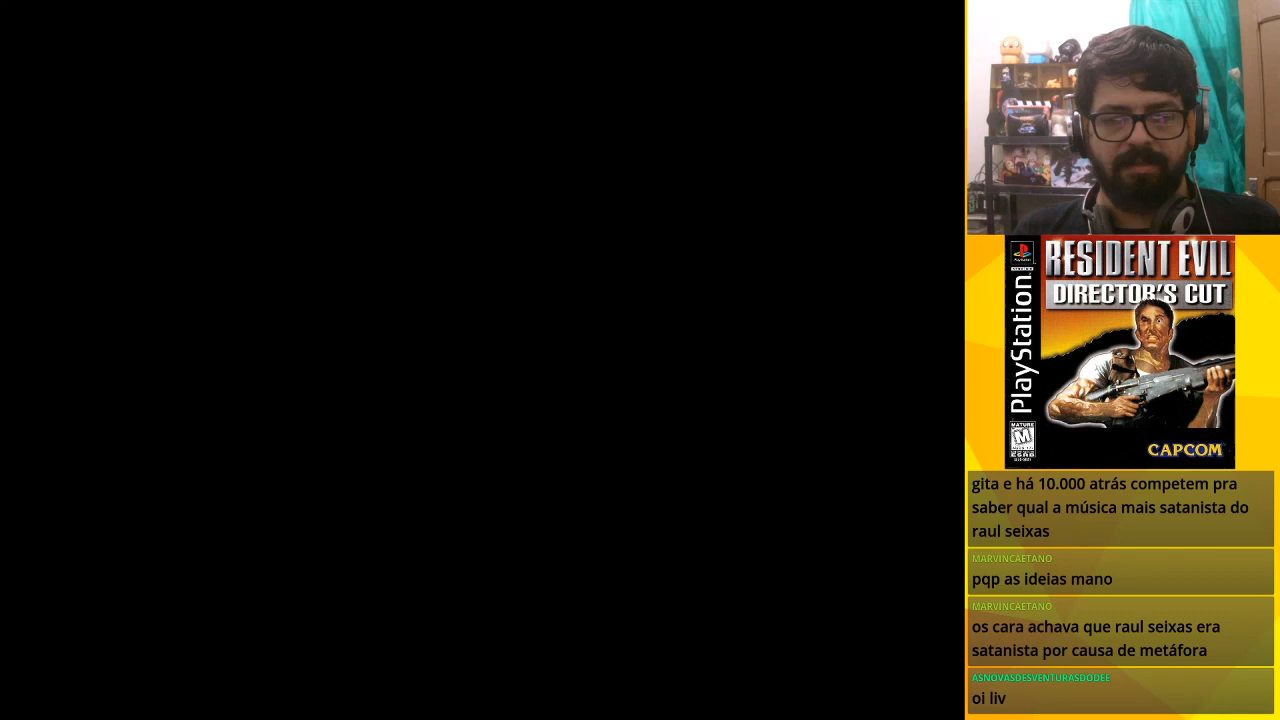 RESIDENT EVIL
DIRECTOR'S CUT
PlayStation
MATURE
M
ESRB
CAPCOM
gita e há 10.000 atrás competem pra
saber qual a música mais satanista do
raul seixas
MARVINCAETANO
pqp as ideias mano
MARVINCAETANO
os cara achava que raul seixas era
satanista por causa de metáfora
ASNOVASDESVENTURASDODEE
oi liv